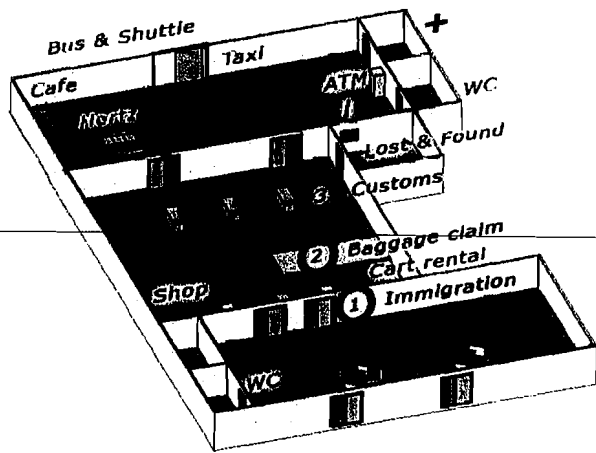 Bus & Shuttle
Taxi
Cafe
Hertz
ATM
WC
i
Lost & Found
Customs
3
2 Baggage claim
Cart rental
Shop
1 Immigration
WC